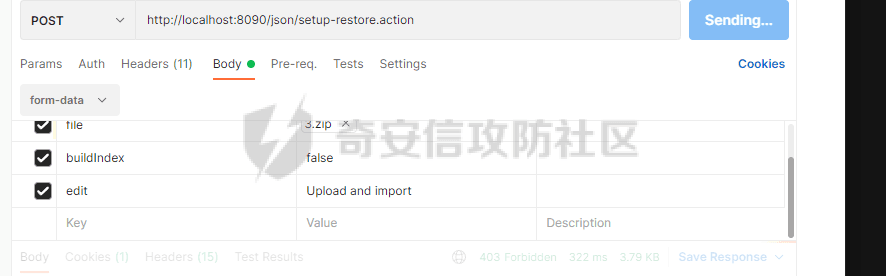 POST http://localhost:8090/json/setup-restore.action Sending...
Params Auth Headers (11) Body Pre-req. Tests Settings Cookies
form-data
file 3.zip ×
buildIndex false
edit Upload and import
Key Value Description
奇安信攻防社区
Body Cookies (1) Headers (15) Test Results 403 Forbidden 322 ms 3.79 KB Save Response